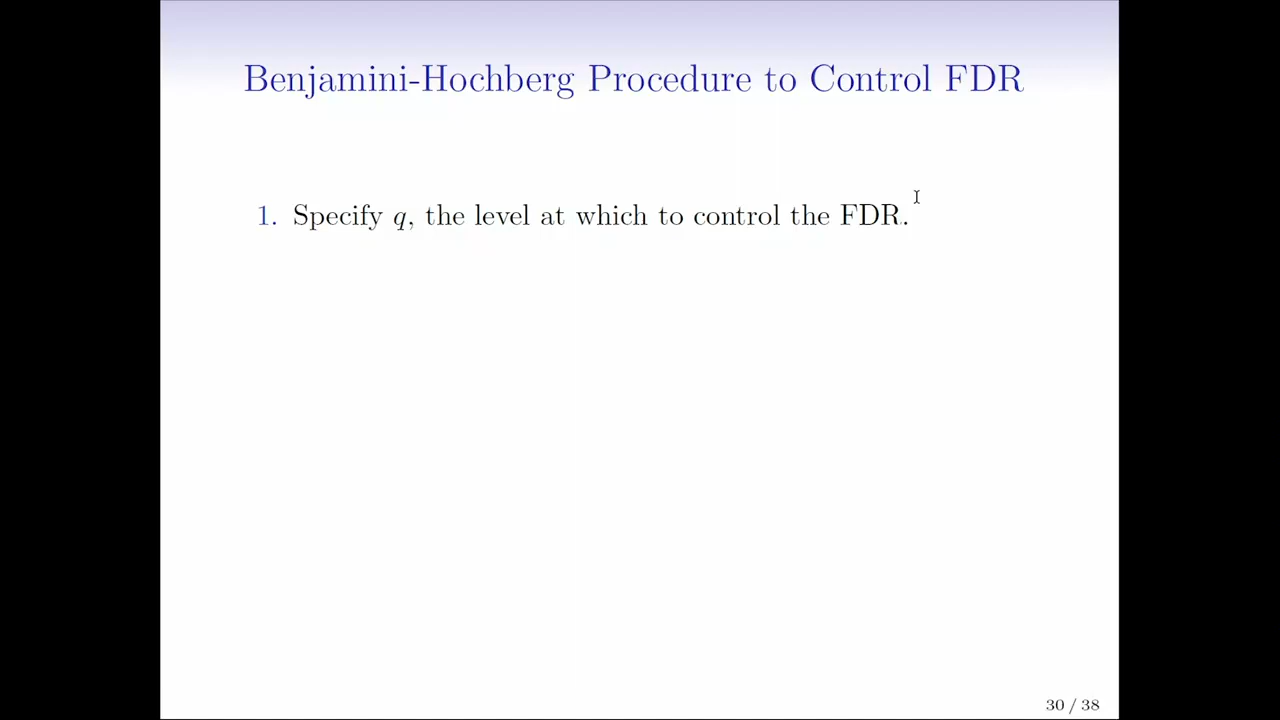 Benjamini-Hochberg Procedure to Control FDR
1. Specify q, the level at which to control the FDR.
30 / 38